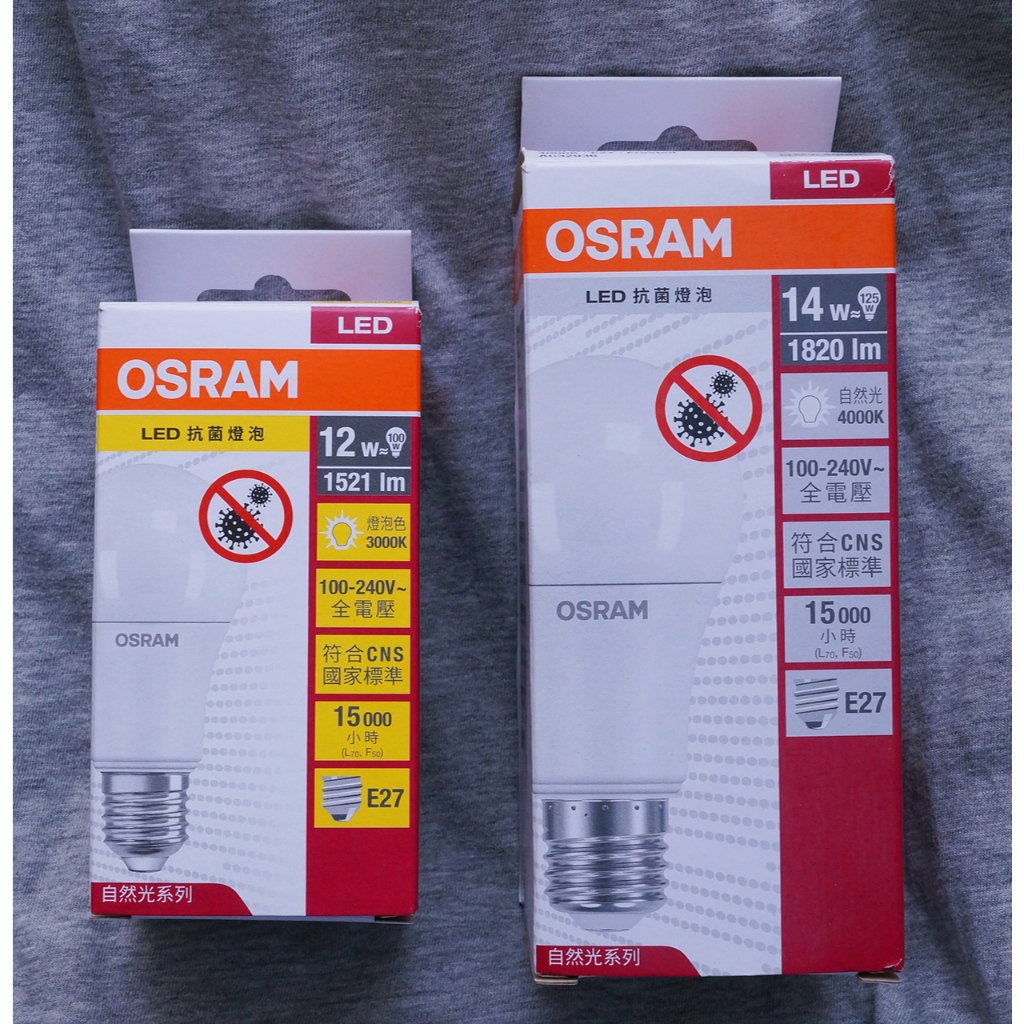 LED
OSRAM
LED 抗菌燈泡
12 W≈100 W
1521 lm
燈泡色
3000K
100-240V~
全電壓
符合CNS
國家標準
15 000
小時
(L70, F50)
E27
OSRAM
自然光系列
LED
OSRAM
LED 抗菌燈泡
14 W≈125 W
1820 lm
自然光
4000K
100-240V~
全電壓
符合CNS
國家標準
15 000
小時
(L70, F50)
E27
OSRAM
自然光系列